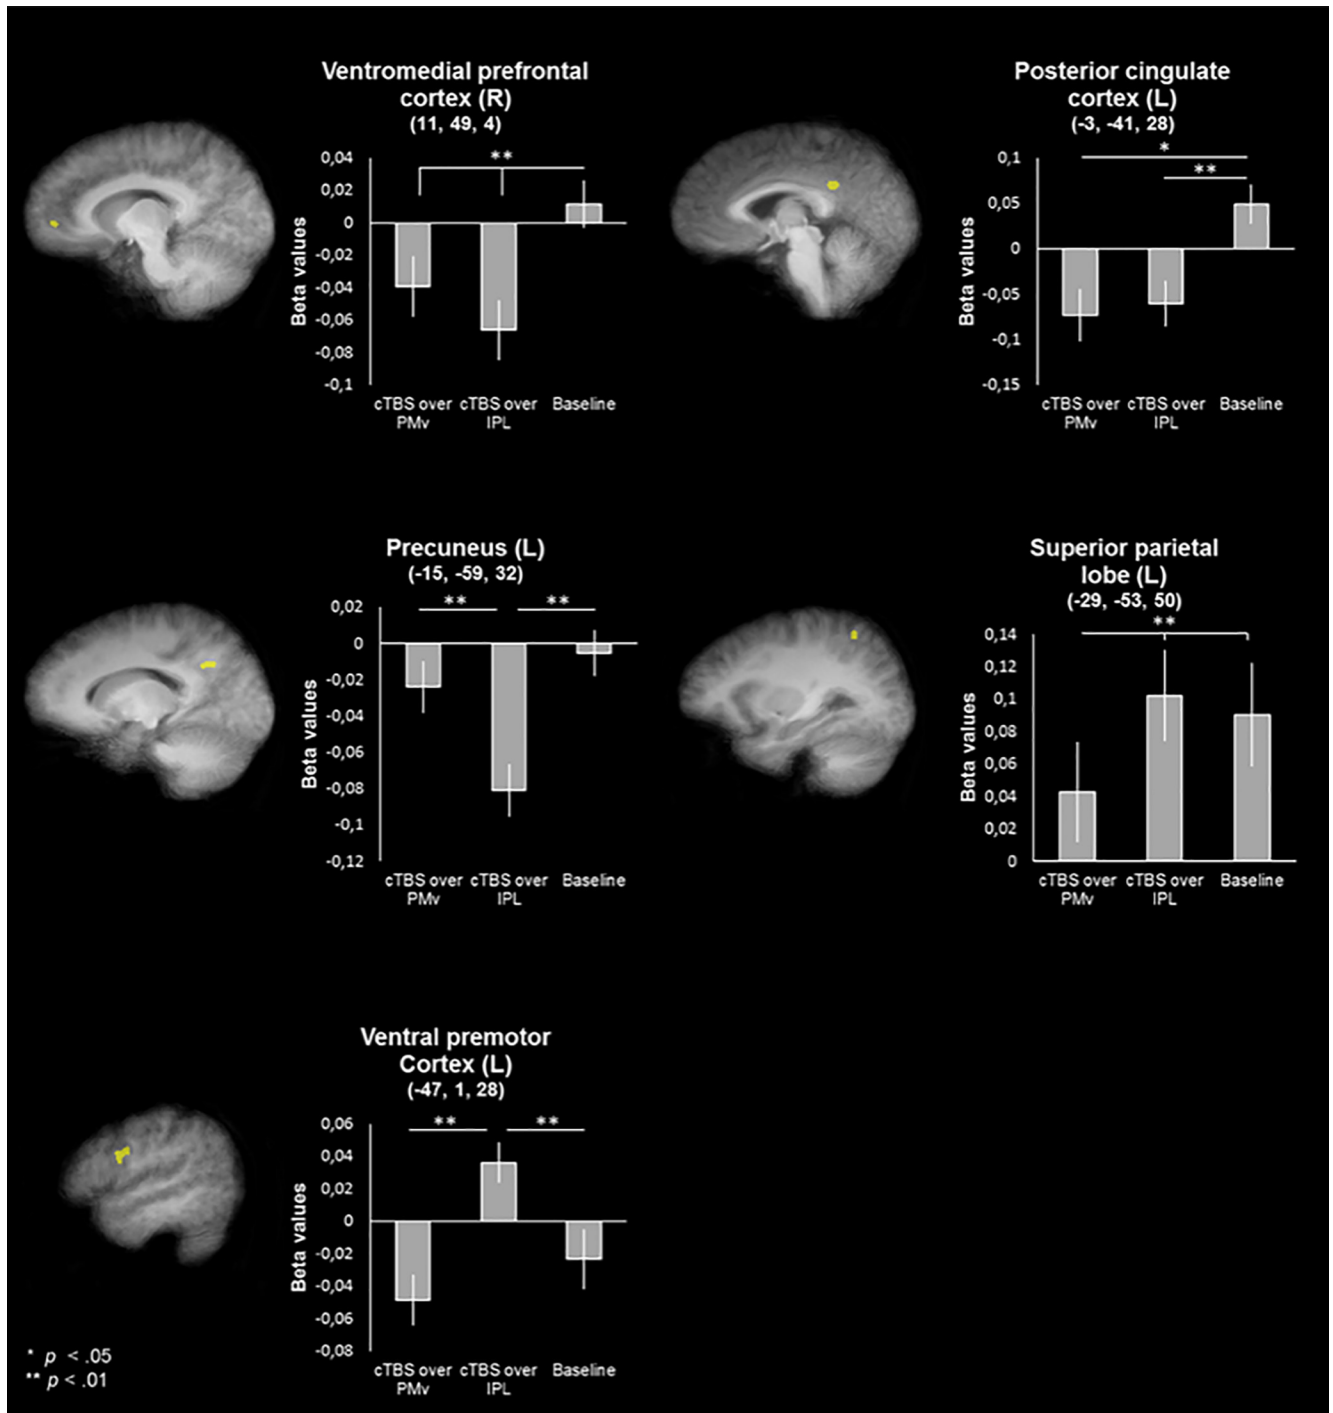 Ventromedial prefrontal
cortex (R)
(11, 49, 4)
**
0,04
0,02
0
-0,02
-0,04
-0,06
-0,08
-0,1
Beta values
cTBS over PMv
cTBS over IPL
Baseline
Posterior cingulate
cortex (L)
(-3, -41, 28)
*
**
0,1
0,05
0
-0,05
-0,1
-0,15
Beta values
cTBS over PMv
cTBS over IPL
Baseline
Precuneus (L)
(-15, -59, 32)
** **
0,02
0
-0,02
-0,04
-0,06
-0,08
-0,1
-0,12
Beta values
cTBS over PMv
cTBS over IPL
Baseline
Superior parietal
lobe (L)
(-29, -53, 50)
**
0,14
0,12
0,1
0,08
0,06
0,04
0,02
0
Beta values
cTBS over PMv
cTBS over IPL
Baseline
Ventral premotor
Cortex (L)
(-47, 1, 28)
** **
0,06
0,04
0,02
0
-0,02
-0,04
-0,06
-0,08
Beta values
cTBS over PMv
cTBS over IPL
Baseline
* p < .05
** p < .01